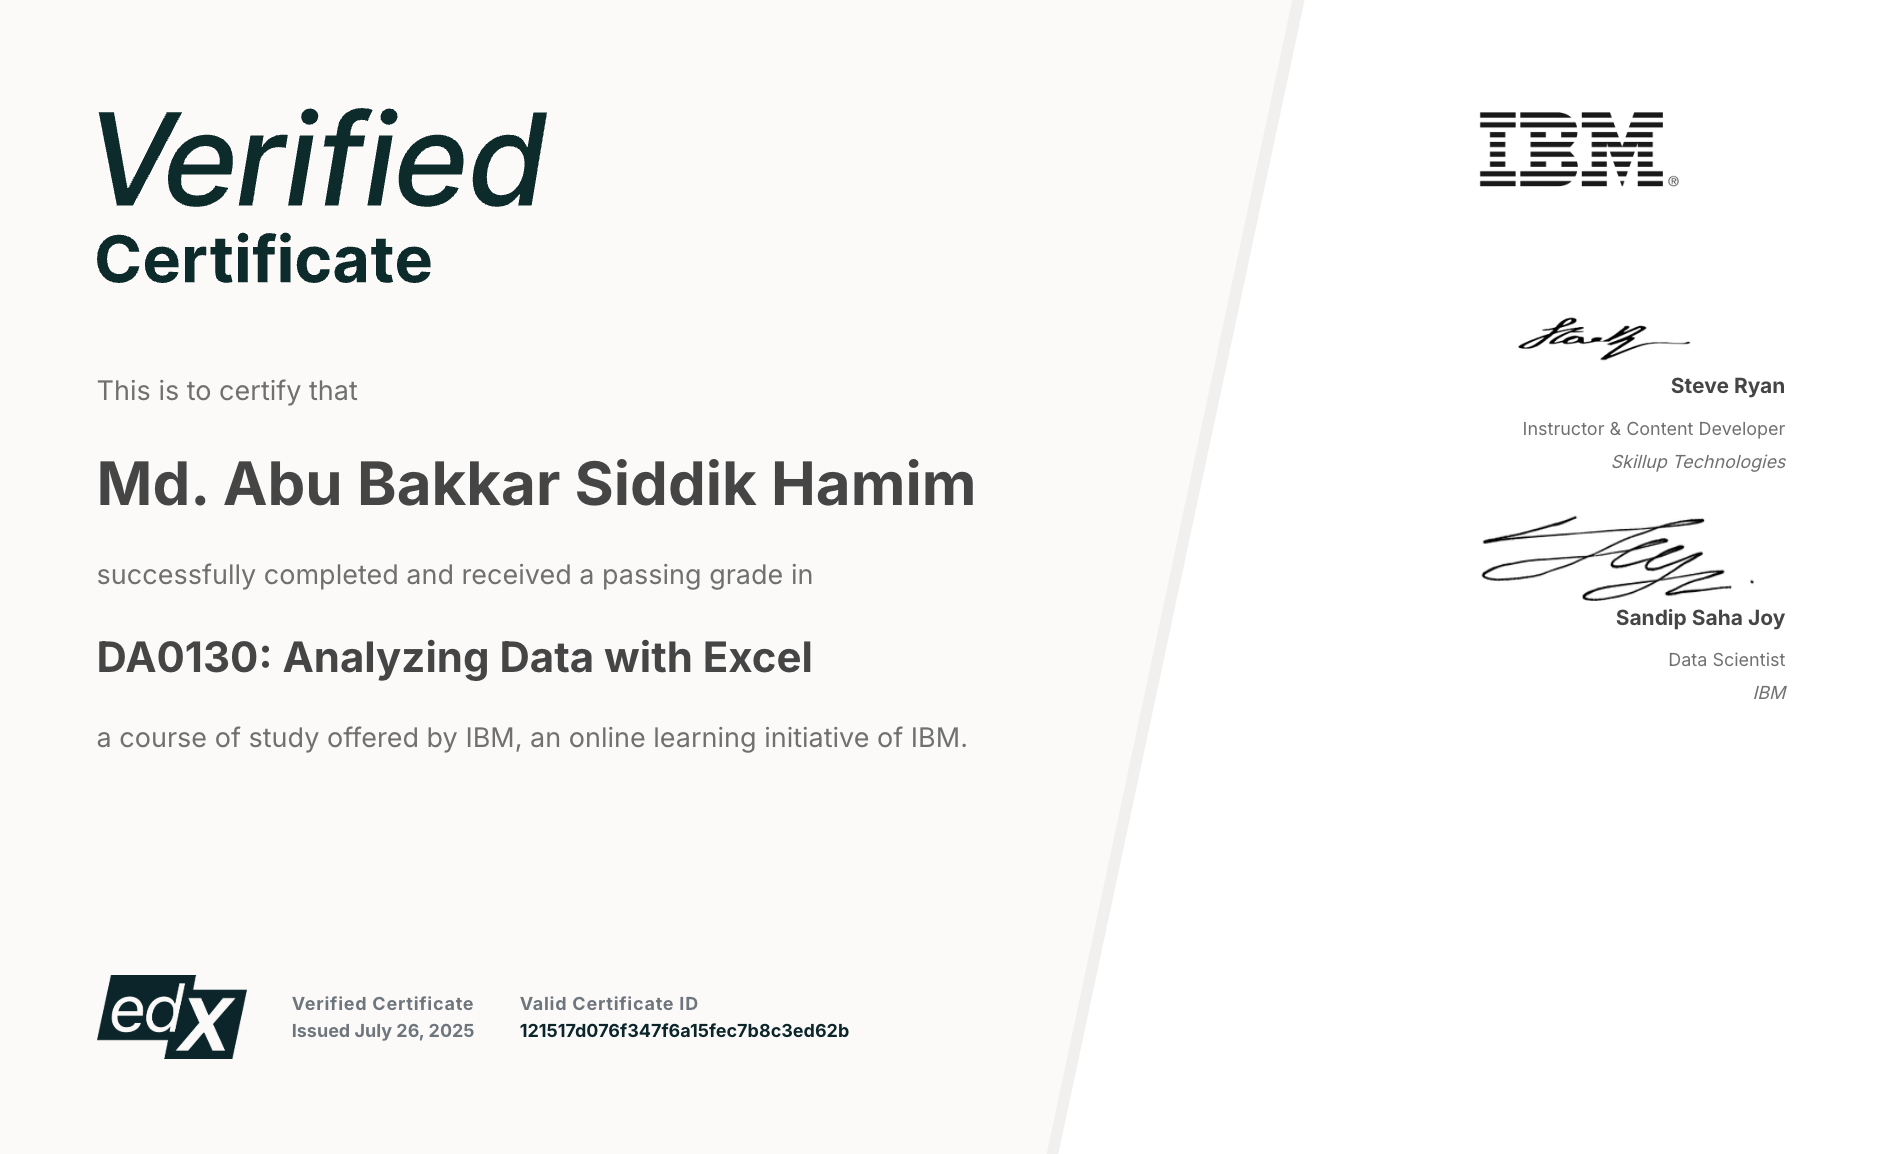 Verified
Certificate
This is to certify that
Md. Abu Bakkar Siddik Hamim
successfully completed and received a passing grade in
DA0130: Analyzing Data with Excel
a course of study offered by IBM, an online learning initiative of IBM.
edX
Verified Certificate
Issued July 26, 2025
Valid Certificate ID
121517d076f347f6a15fec7b8c3ed62b
IBM®
Steve Ryan
Instructor & Content Developer
Skillup Technologies
Sandip Saha Joy
Data Scientist
IBM